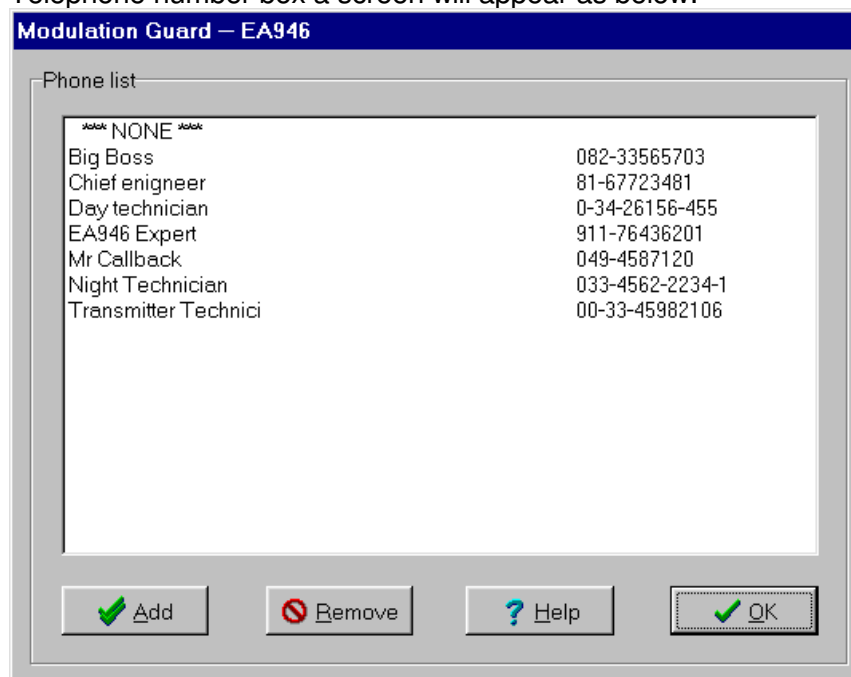 Telephone number box a screen will appear as below.
Modulation Guard – EA946
Phone list
*** NONE ***
Big Boss 082-33565703
Chief enigneer 81-67723481
Day technician 0-34-26156-455
EA946 Expert 911-76436201
Mr Callback 049-4587120
Night Technician 033-4562-2234-1
Transmitter Technici 00-33-45982106
Add Remove Help OK